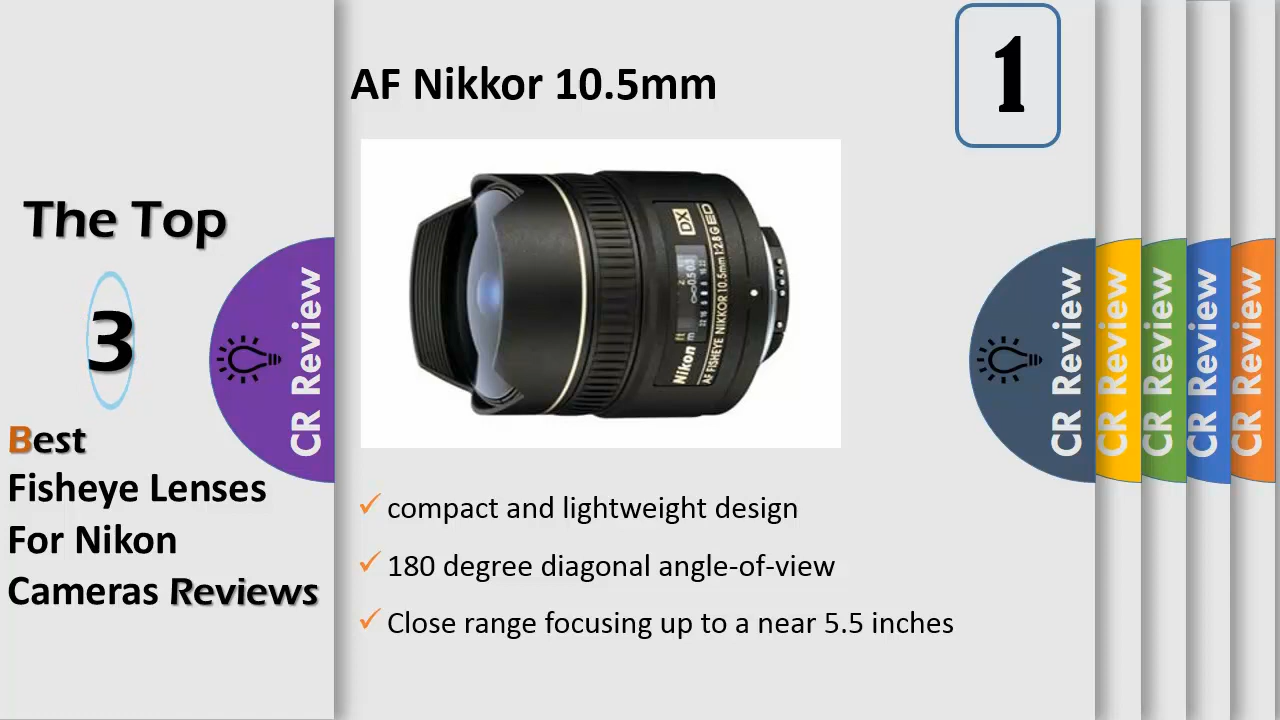 The Top
3
Best
Fisheye Lenses
For Nikon
Cameras Reviews
CR Review
AF Nikkor 10.5mm
1
DX
Nikon
AF FISHEYE NIKKOR 10.5mm 1:2.8 G ED
compact and lightweight design
180 degree diagonal angle-of-view
Close range focusing up to a near 5.5 inches
CR Review
CR Review
CR Review
CR Review
CR Review